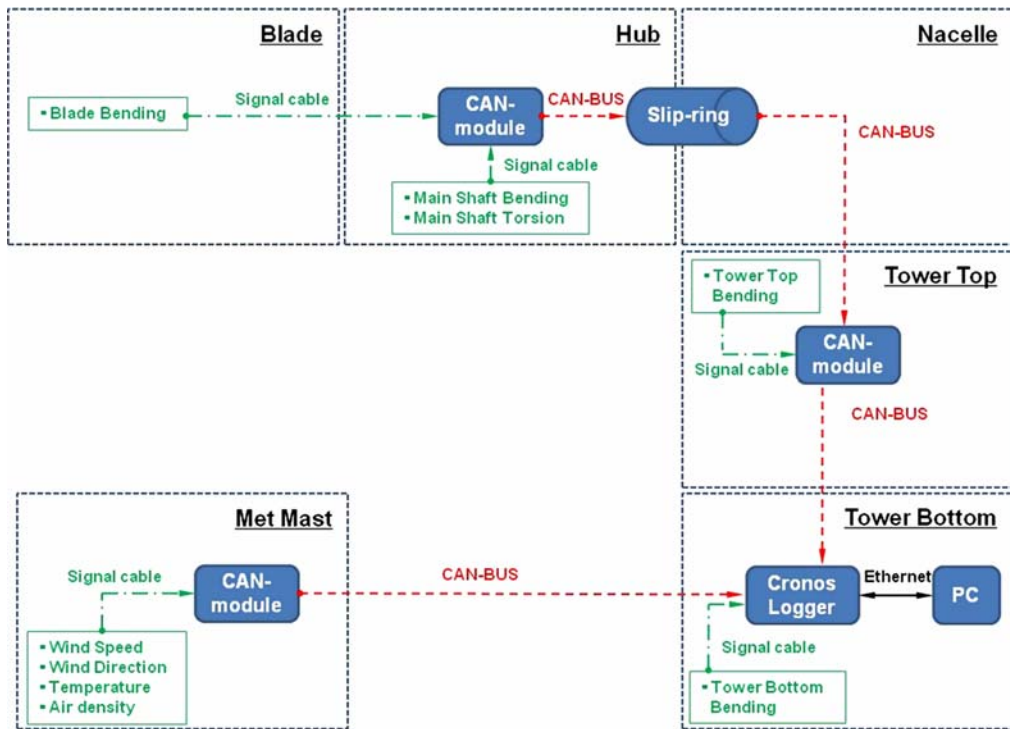 Blade
▪ Blade Bending
Signal cable
Hub
CAN-
module
CAN-BUS
Signal cable
▪ Main Shaft Bending
▪ Main Shaft Torsion
Nacelle
Slip-ring
CAN-BUS
Tower Top
▪ Tower Top
Bending
Signal cable
CAN-
module
CAN-BUS
Met Mast
Signal cable
CAN-
module
▪ Wind Speed
▪ Wind Direction
▪ Temperature
▪ Air density
CAN-BUS
Tower Bottom
Cronos
Logger
Ethernet
PC
Signal cable
▪ Tower Bottom
Bending